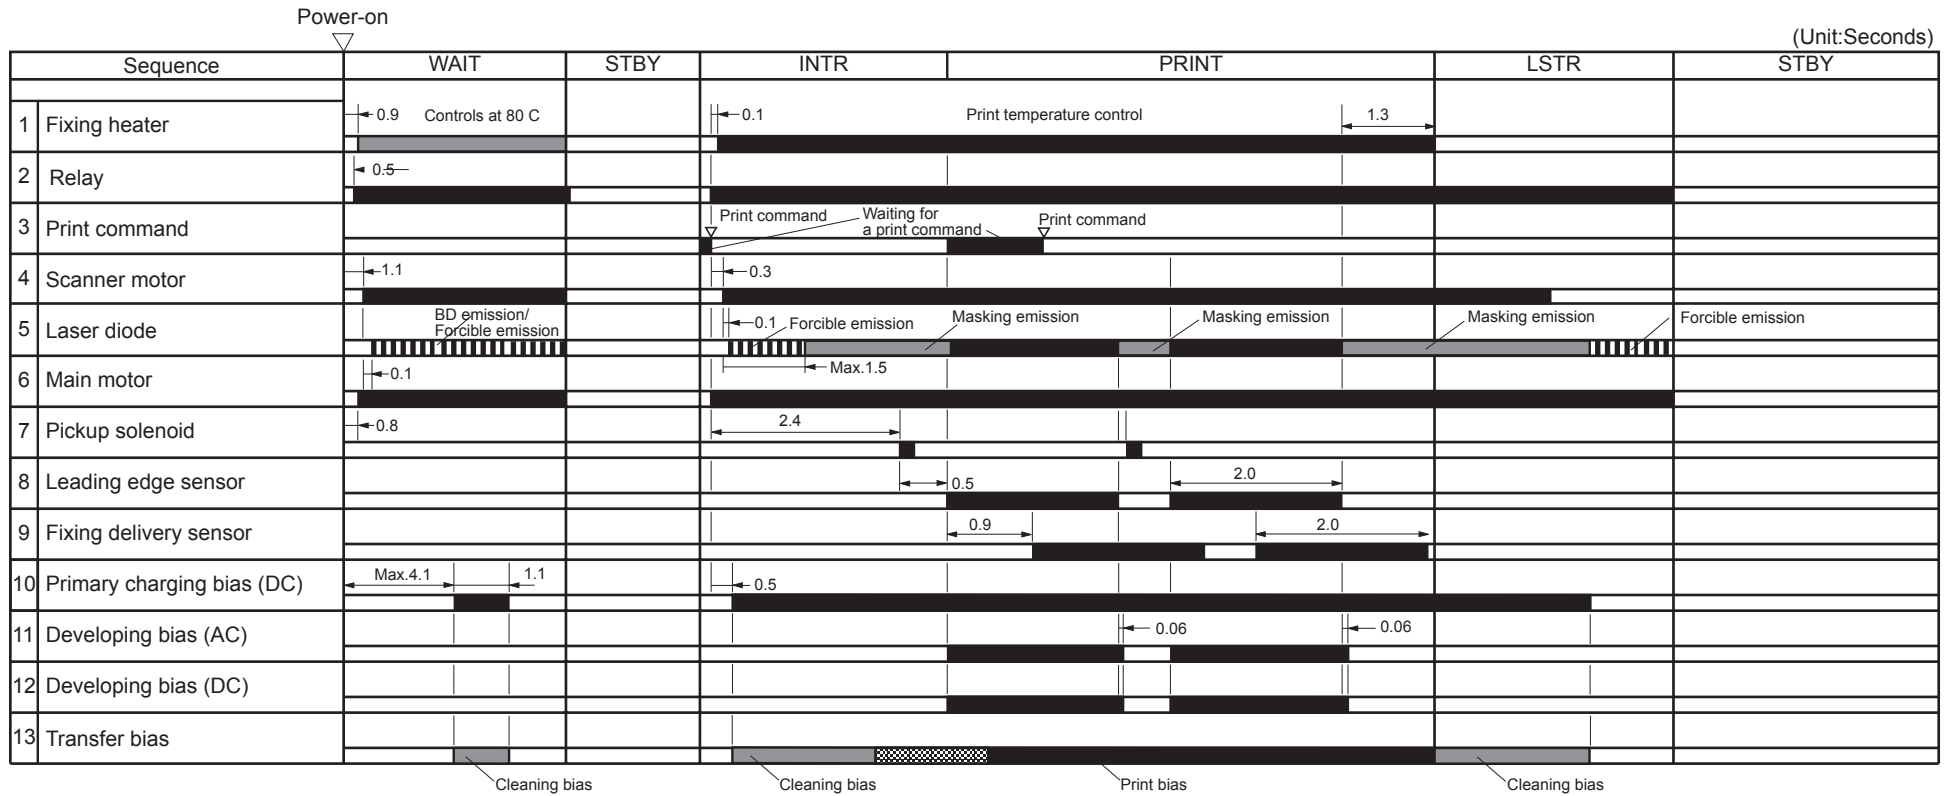 Power-on
(Unit:Seconds)
Sequence WAIT STBY INTR PRINT LSTR STBY
1 Fixing heater 0.9 Controls at 80 C 0.1 Print temperature control 1.3
2 Relay 0.5
3 Print command Print command Waiting for a print command Print command
4 Scanner motor 1.1 0.3
5 Laser diode BD emission/ Forcible emission 0.1 Forcible emission Masking emission Masking emission Masking emission Forcible emission
Max.1.5
6 Main motor 0.1
7 Pickup solenoid 0.8 2.4
8 Leading edge sensor 0.5 2.0
9 Fixing delivery sensor 0.9 2.0
10 Primary charging bias (DC) Max.4.1 1.1 0.5
11 Developing bias (AC) 0.06 0.06
12 Developing bias (DC)
13 Transfer bias
Cleaning bias Cleaning bias Print bias Cleaning bias